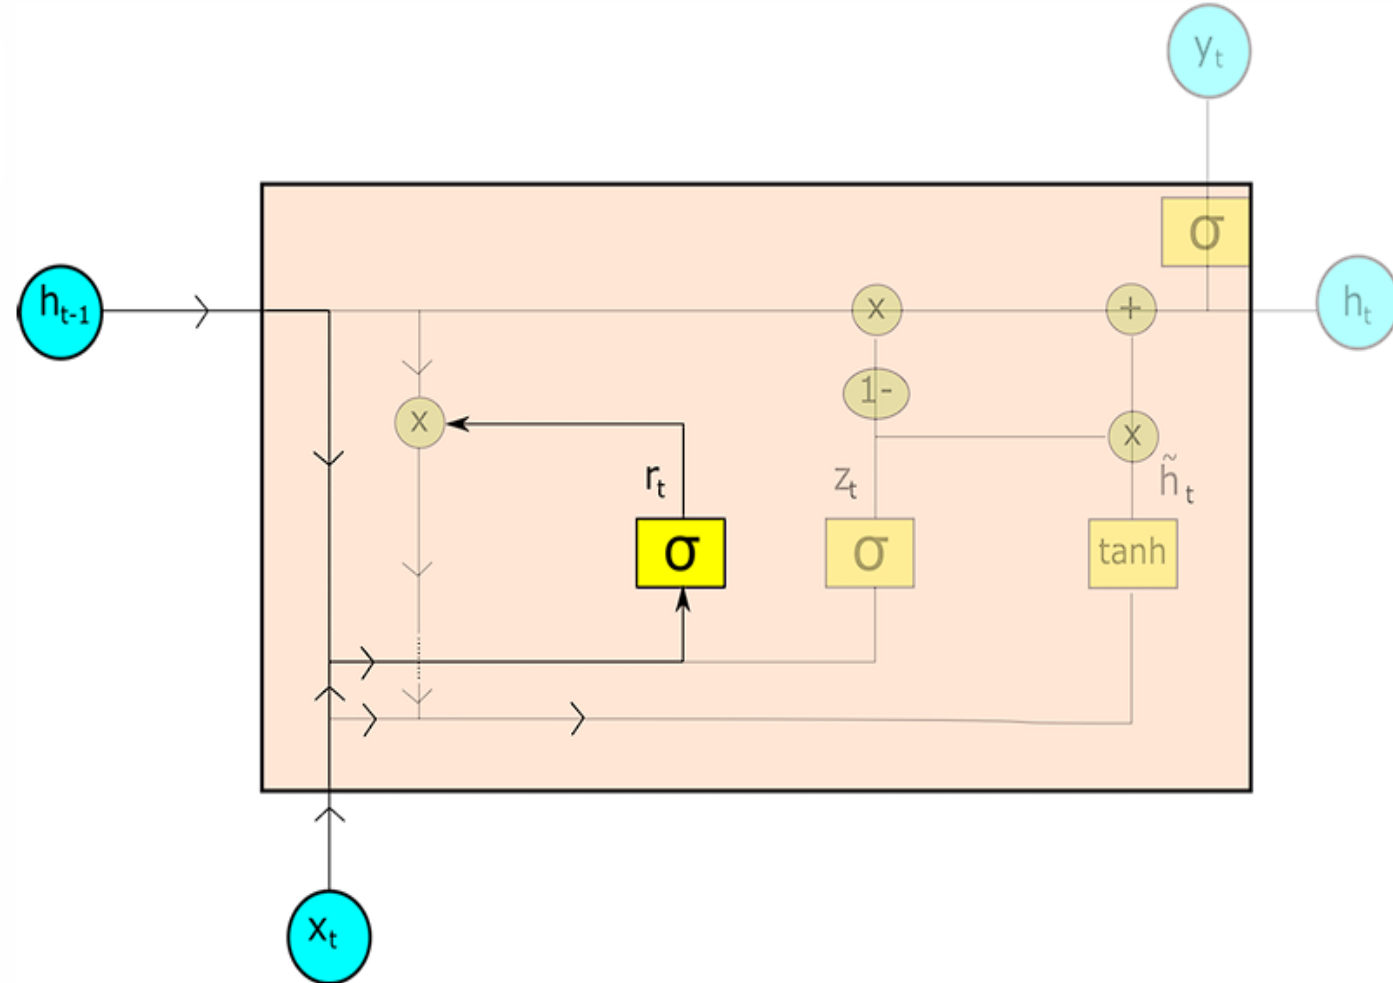 yt
σ
ht-1
x
+
ht
1-
x
x
rt
zt
h̃t
σ
σ
tanh
xt